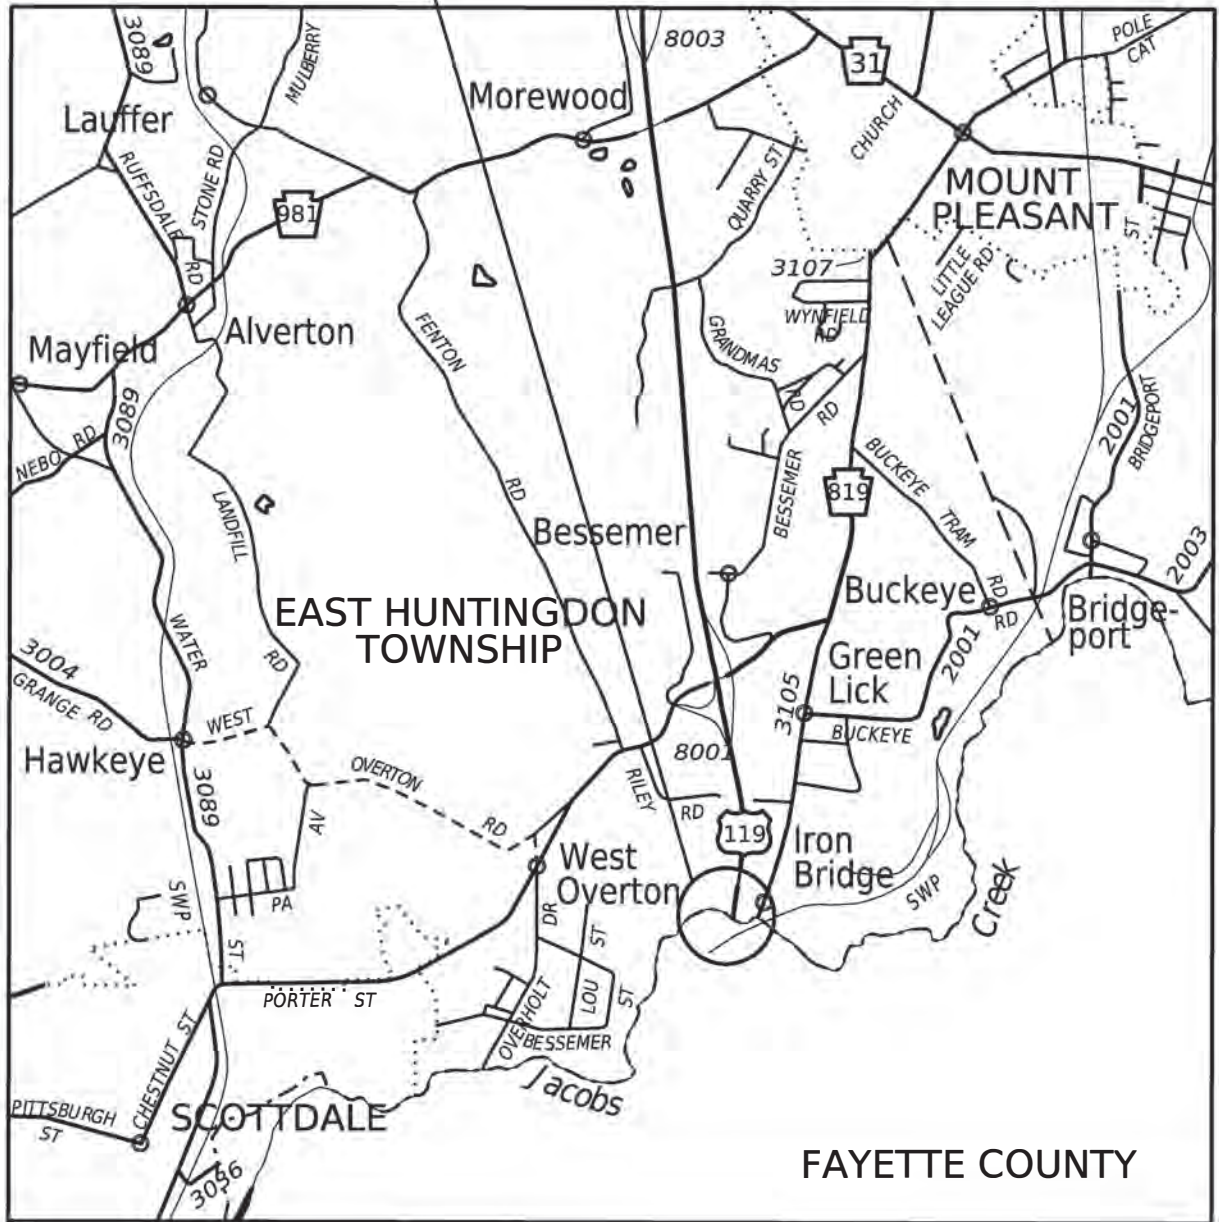 3089
MULBERRY
8003
31
POLE
CAT
Morewood
Lauffer
CHURCH
RUFFSDALE
RD
STONE RD
QUARRY ST
MOUNT
PLEASANT
ST
981
3107
LITTLE
LEAGUE RD
WYNFIELD
RD
FENTON
RD
GRANDMAS
RD
Alverton
Mayfield
3089
NEBO RD
2001
BRIDGEPORT
BESSEMER
RD
BUCKEYE
TRAM
RD
819
LANDFILL
RD
Bessemer
2003
Buckeye
RD
Bridge-
port
EAST HUNTINGDON
TOWNSHIP
WATER
3004
GRANGE RD
Green
Lick
2001
3105
BUCKEYE
WEST
OVERTON
RD
Hawkeye
3089
8001
RILEY
RD
AV
119
Iron
Bridge
West
Overton
SWP
PA
SWP
DR
ST
Creek
ST
LOU
ST
PORTER ST
OVERHOLT
BESSEMER
CHESTNUT ST
Jacobs
PITTSBURGH
ST
SCOTTDALE
3036
FAYETTE COUNTY